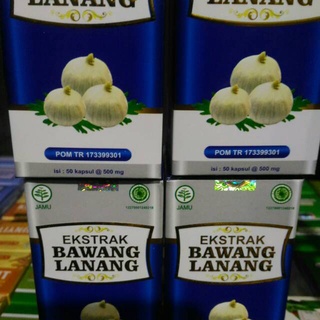 LANANG
LANANG
POM TR 173399301
isi : 50 kapsul @ 500 mg
POM TR 173399301
isi : 50 kapsul @ 500 mg
JAMU
EKSTRAK
BAWANG
LANANG
JAMU
EKSTRAK
BAWANG
LANANG